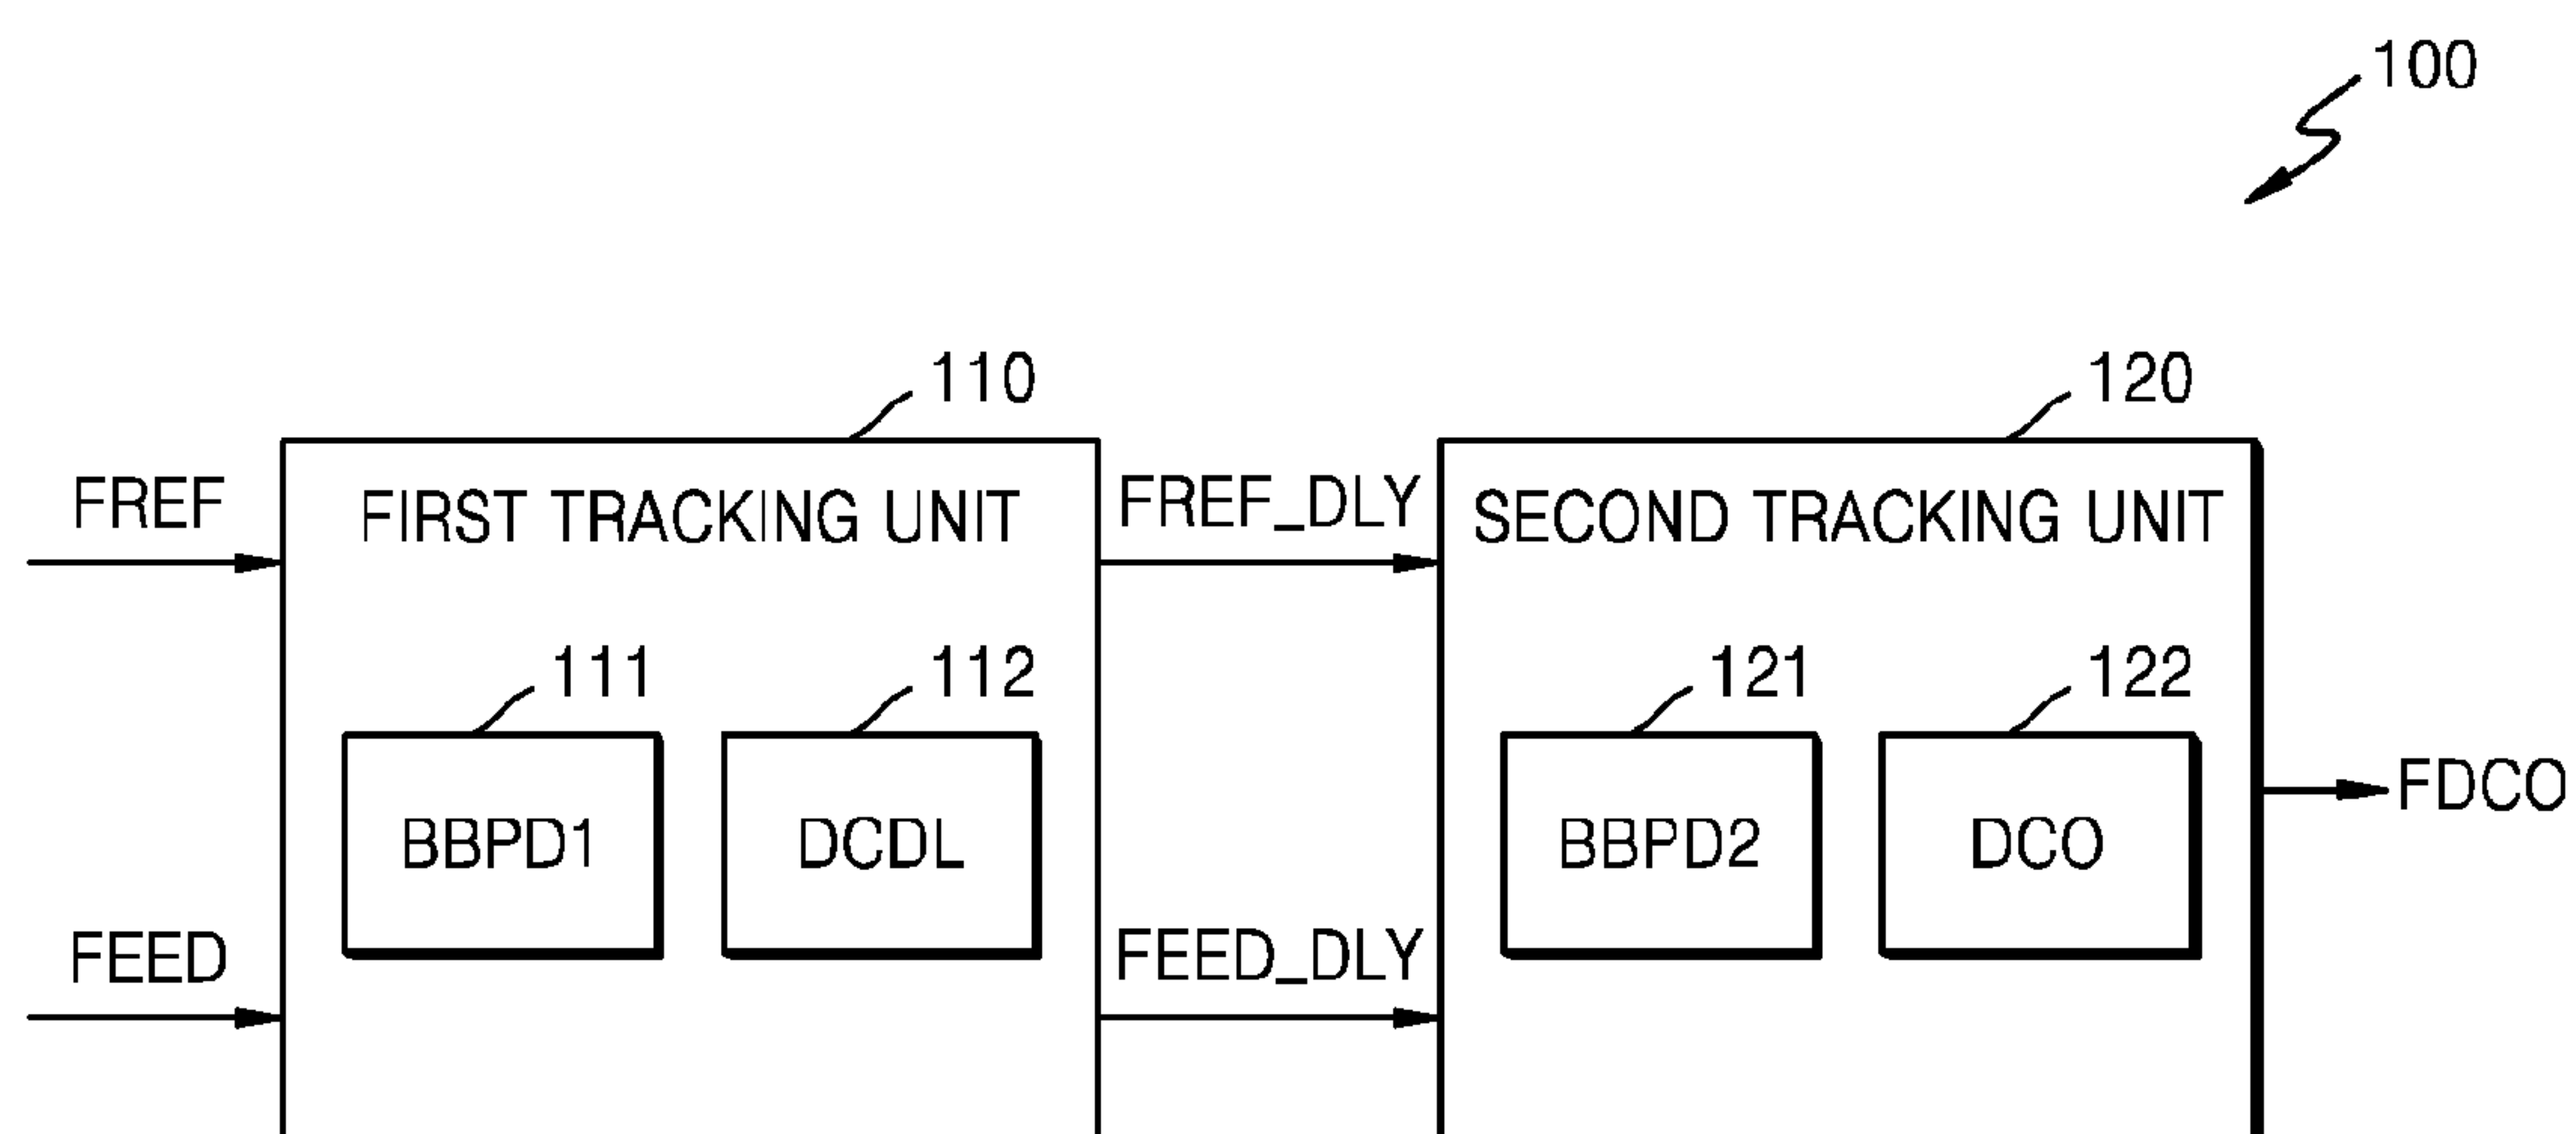 100
110
120
FREF
FIRST TRACKING UNIT
FREF_DLY
SECOND TRACKING UNIT
111
112
121
122
BBPD1
DCDL
BBPD2
DCO
FDCO
FEED
FEED_DLY